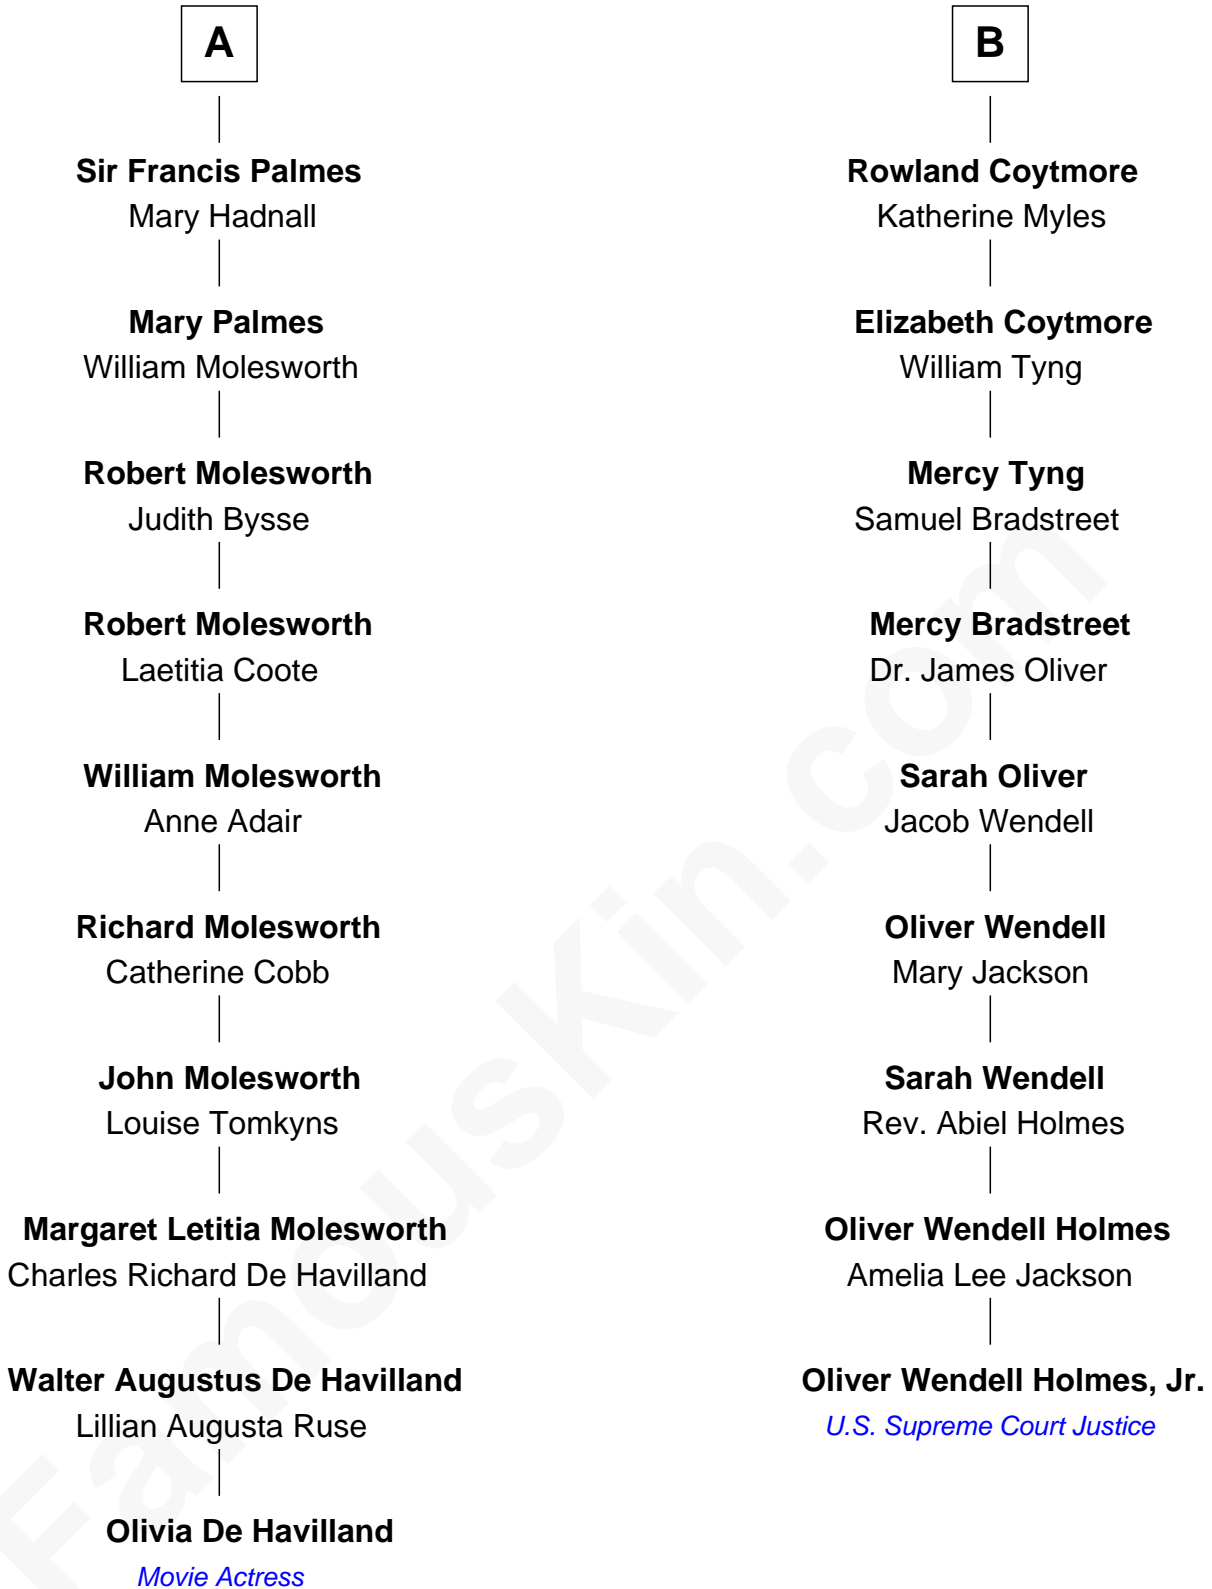 A
Sir Francis Palmes
Mary Hadnall
Mary Palmes
William Molesworth
Robert Molesworth
Judith Bysse
Robert Molesworth
Laetitia Coote
William Molesworth
Anne Adair
Richard Molesworth
Catherine Cobb
John Molesworth
Louise Tomkyns
Margaret Letitia Molesworth
Charles Richard De Havilland
Walter Augustus De Havilland
Lillian Augusta Ruse
Olivia De Havilland
Movie Actress
B
Rowland Coytmore
Katherine Myles
Elizabeth Coytmore
William Tyng
Mercy Tyng
Samuel Bradstreet
Mercy Bradstreet
Dr. James Oliver
Sarah Oliver
Jacob Wendell
Oliver Wendell
Mary Jackson
Sarah Wendell
Rev. Abiel Holmes
Oliver Wendell Holmes
Amelia Lee Jackson
Oliver Wendell Holmes, Jr.
U.S. Supreme Court Justice
FamousKin.com